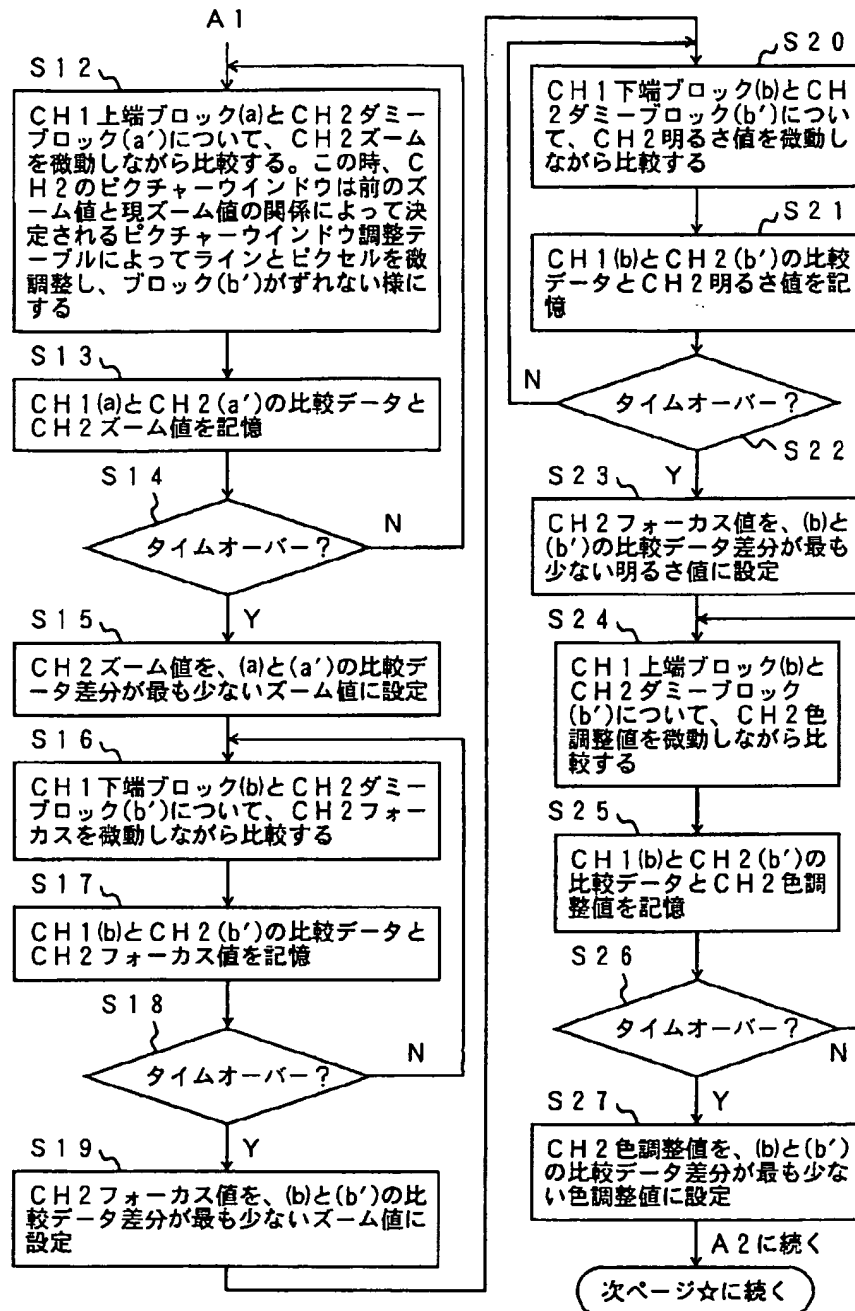 A1
S12
CH1上端ブロック(a)とCH2ダミー
ブロック(a′)について、CH2ズーム
を微動しながら比較する。この時、C
H2のピクチャーウインドウは前のズ
ーム値と現ズーム値の関係によって決
定されるピクチャーウインドウ調整テ
ーブルによってラインとピクセルを微
調整し、ブロック(b′)がずれない様に
する
S13
CH1(a)とCH2(a′)の比較データと
CH2ズーム値を記憶
S14
タイムオーバー?
N
Y
S15
CH2ズーム値を、(a)と(a′)の比較デ
ータ差分が最も少ないズーム値に設定
S16
CH1下端ブロック(b)とCH2ダミー
ブロック(b′)について、CH2フォー
カスを微動しながら比較する
S17
CH1(b)とCH2(b′)の比較データと
CH2フォーカス値を記憶
S18
タイムオーバー?
N
Y
S19
CH2フォーカス値を、(b)と(b′)の比
較データ差分が最も少ないズーム値に
設定
S20
CH1下端ブロック(b)とCH
2ダミーブロック(b′)につい
て、CH2明るさ値を微動し
ながら比較する
S21
CH1(b)とCH2(b′)の比較
データとCH2明るさ値を記
憶
N
タイムオーバー?
S22
Y
S23
CH2フォーカス値を、(b)と
(b′)の比較データ差分が最も
少ない明るさ値に設定
S24
CH1上端ブロック(b)と
CH2ダミーブロック
(b′)について、CH2色
調整値を微動しながら比
較する
S25
CH1(b)とCH2(b′)の
比較データとCH2色調
整値を記憶
S26
タイムオーバー?
N
Y
S27
CH2色調整値を、(b)と(b′)
の比較データ差分が最も少な
い色調整値に設定
A2に続く
次ページ☆に続く